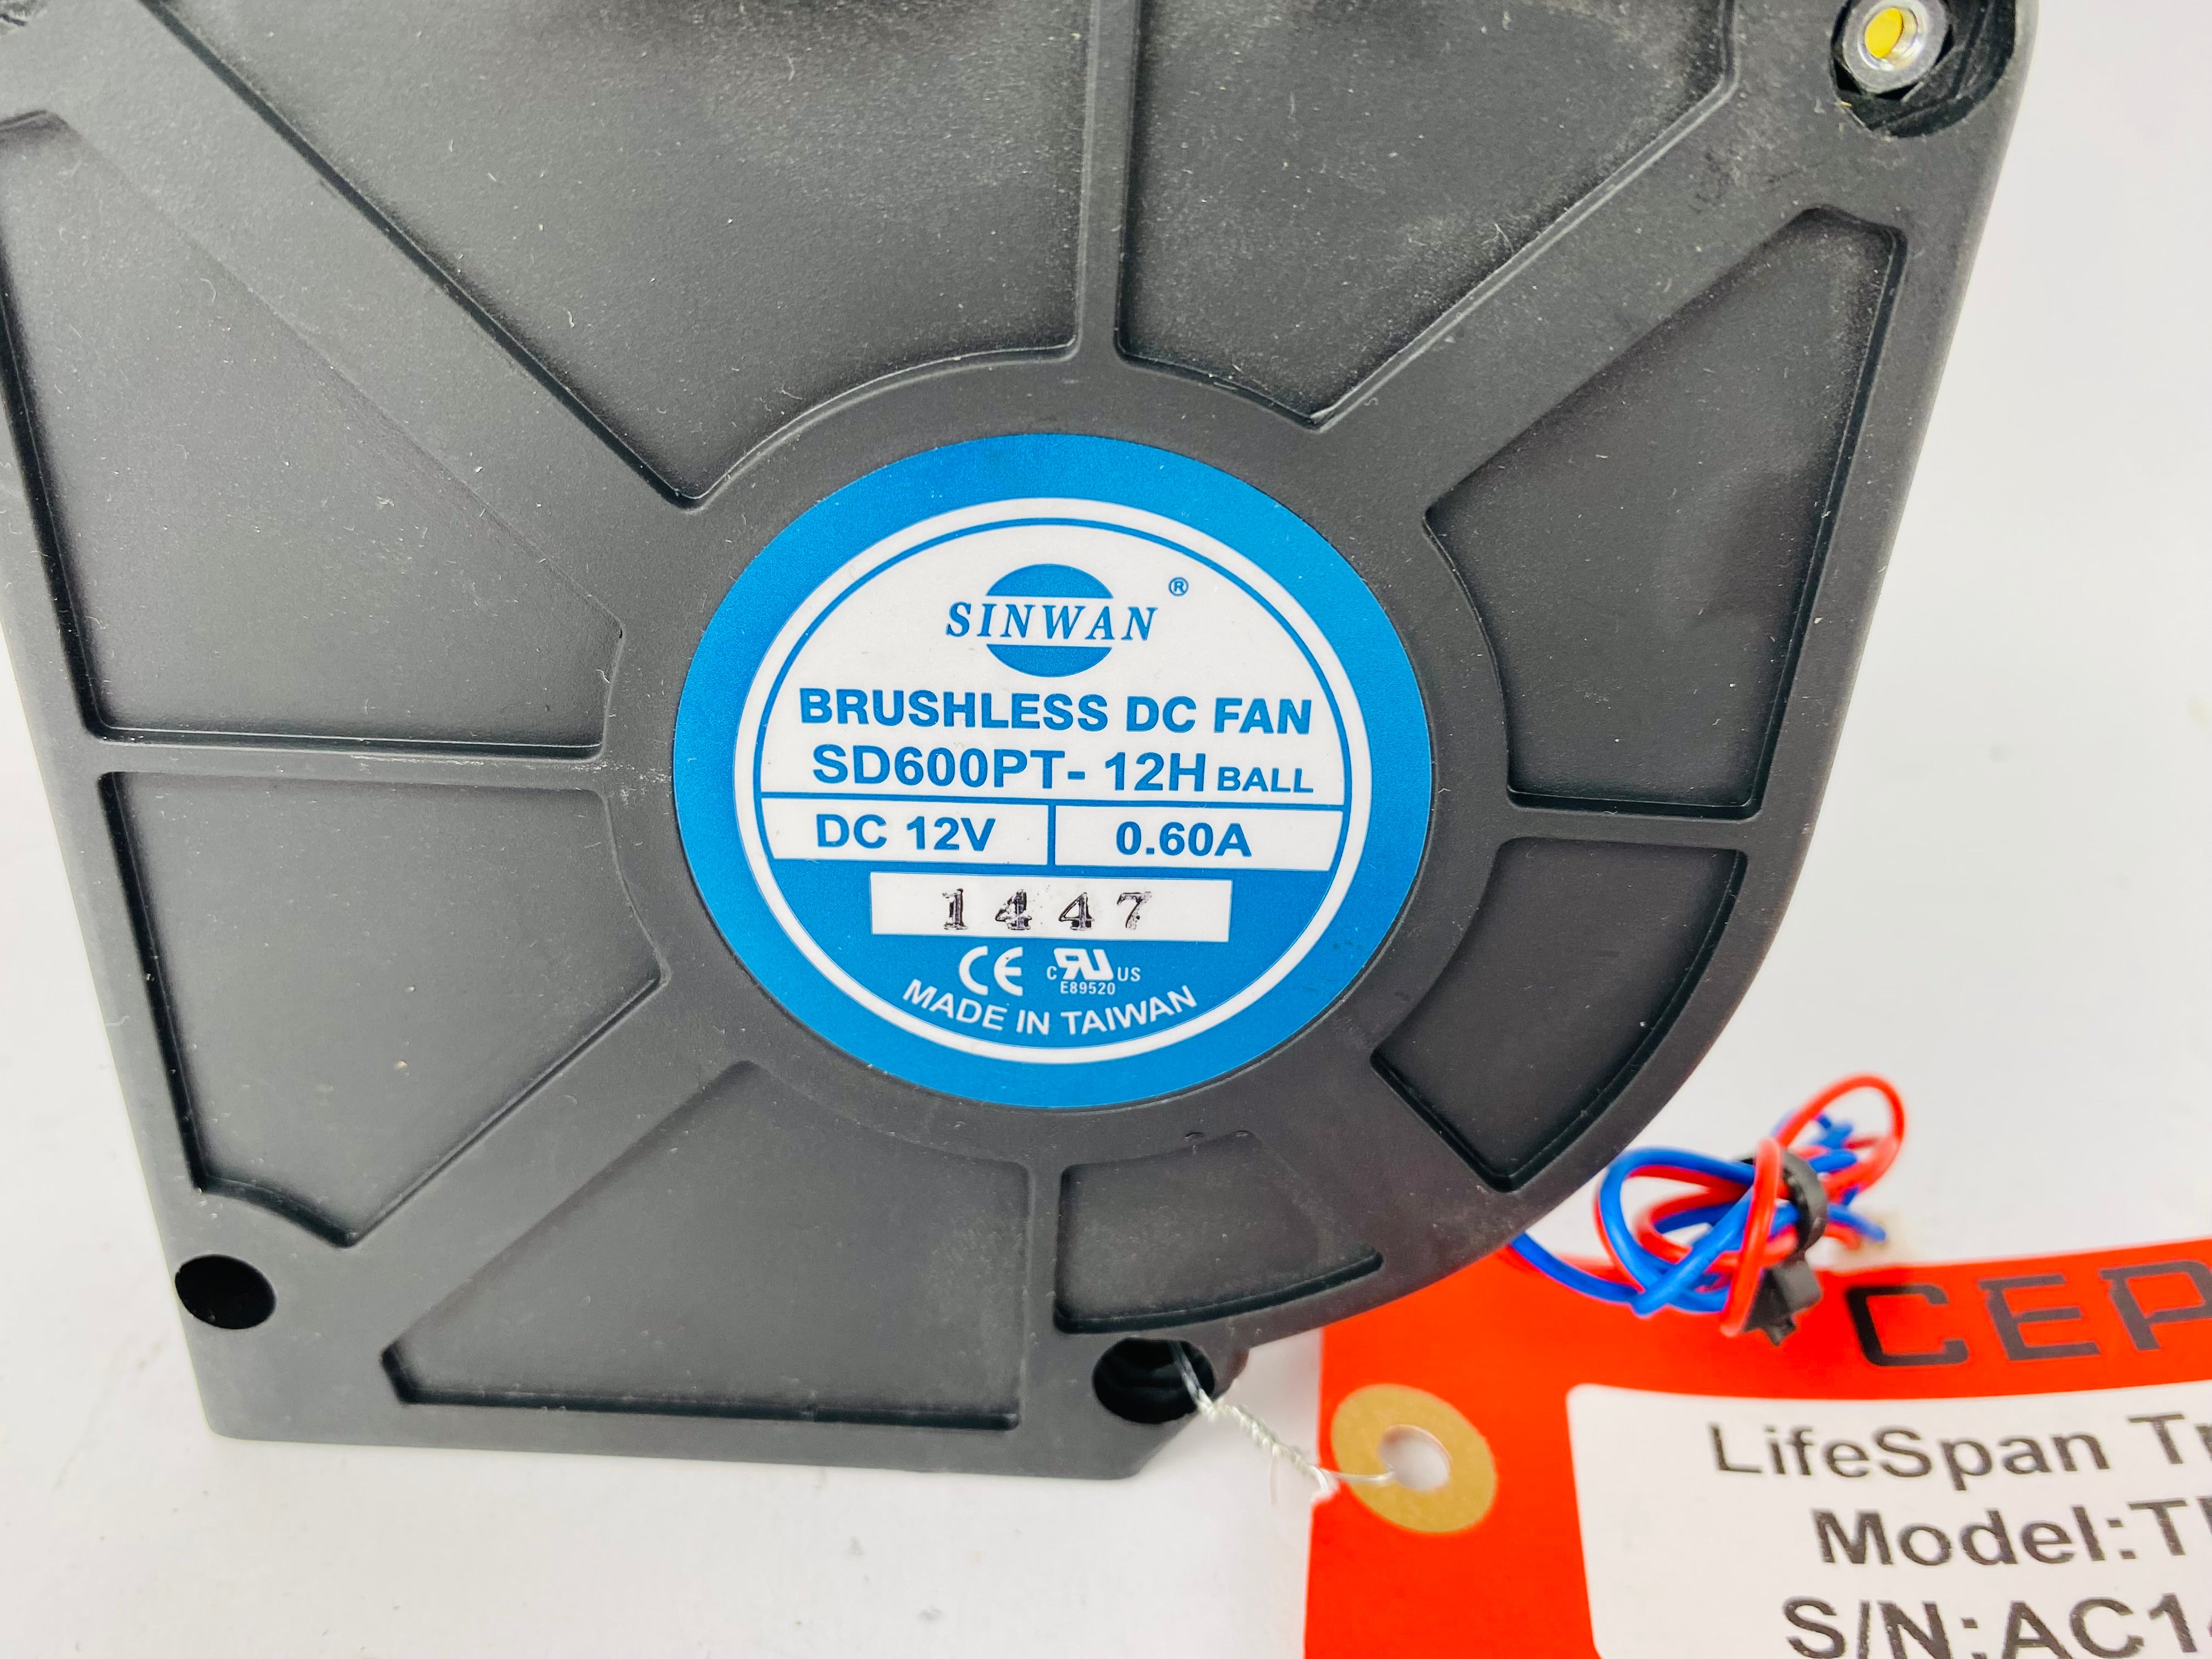 SINWAN ®
BRUSHLESS DC FAN
SD600PT- 12H BALL
DC 12V 0.60A
1447
CE c RU US
E89520
MADE IN TAIWAN
CEP
LifeSpan Tr
Model:T
S/N:AC1